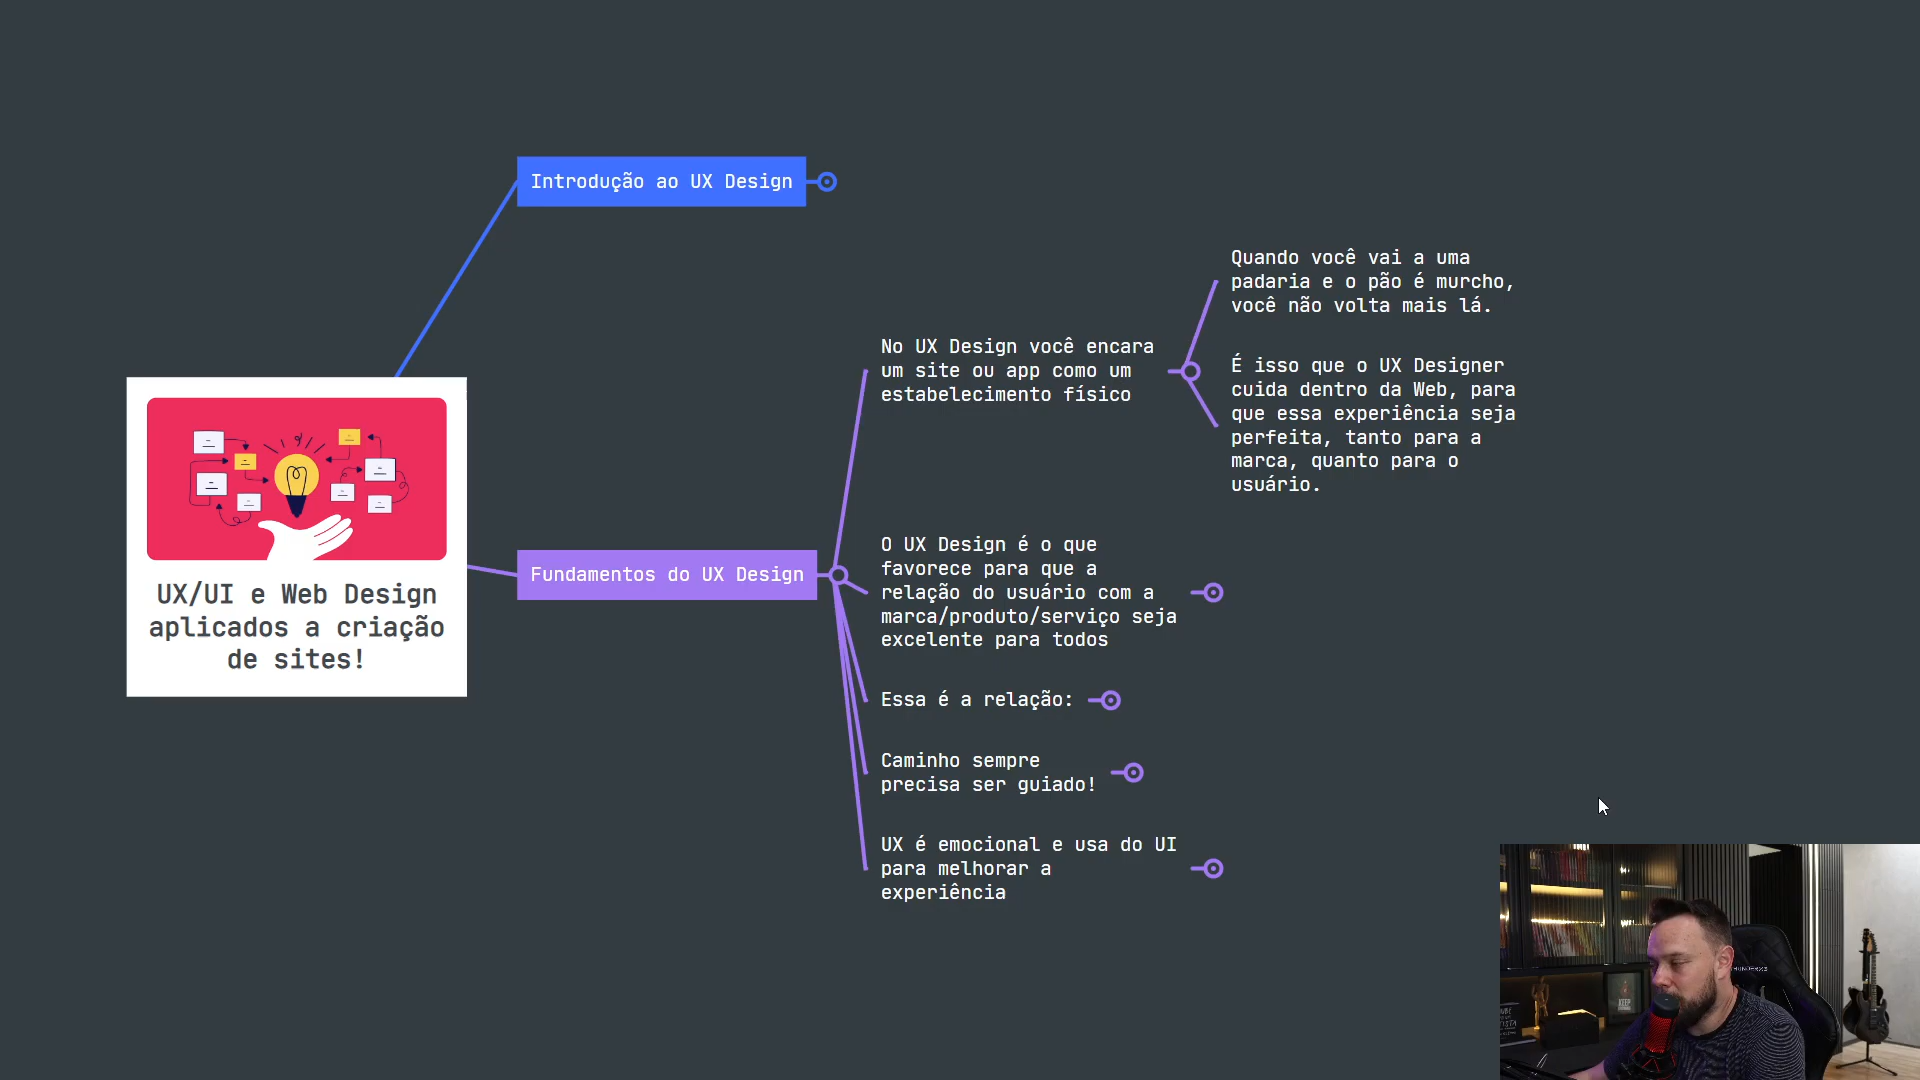 Introdução ao UX Design
Quando você vai a uma
padaria e o pão é murcho,
você não volta mais lá.
No UX Design você encara
um site ou app como um
estabelecimento físico
É isso que o UX Designer
cuida dentro da Web, para
que essa experiência seja
perfeita, tanto para a
marca, quanto para o
usuário.
UX/UI e Web Design
aplicados a criação
de sites!
Fundamentos do UX Design
O UX Design é o que
favorece para que a
relação do usuário com a
marca/produto/serviço seja
excelente para todos
Essa é a relação:
Caminho sempre
precisa ser guiado!
UX é emocional e usa do UI
para melhorar a
experiência
KEEP